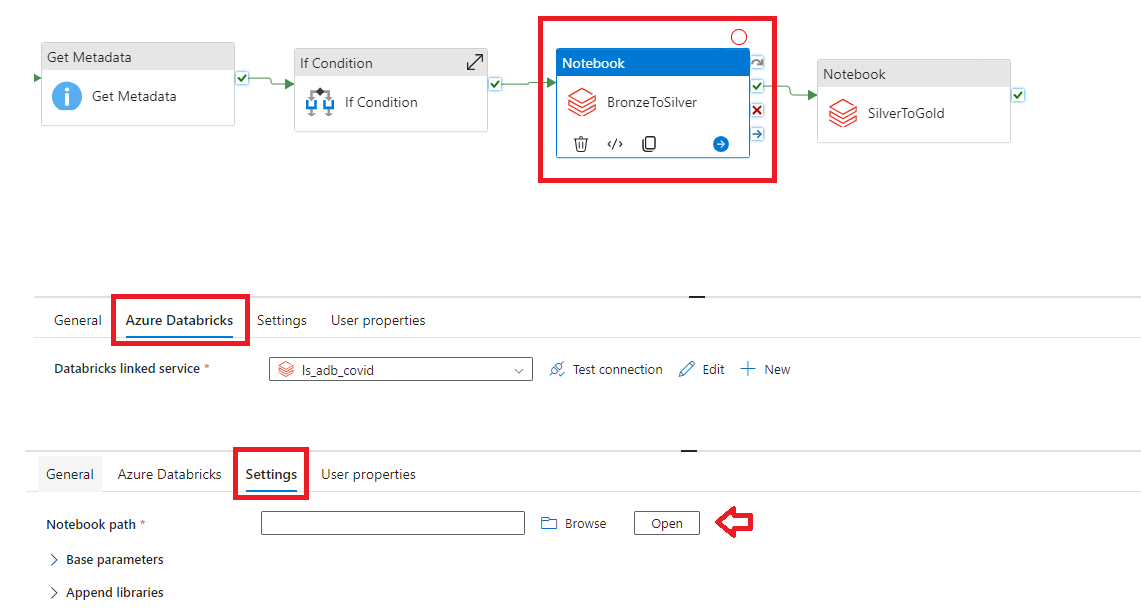 Get Metadata
Get Metadata
If Condition
If Condition
Notebook
BronzeToSilver
Notebook
SilverToGold
General Azure Databricks Settings User properties
Databricks linked service * ls_adb_covid Test connection Edit New
General Azure Databricks Settings User properties
Notebook path * Browse Open
Base parameters
Append libraries